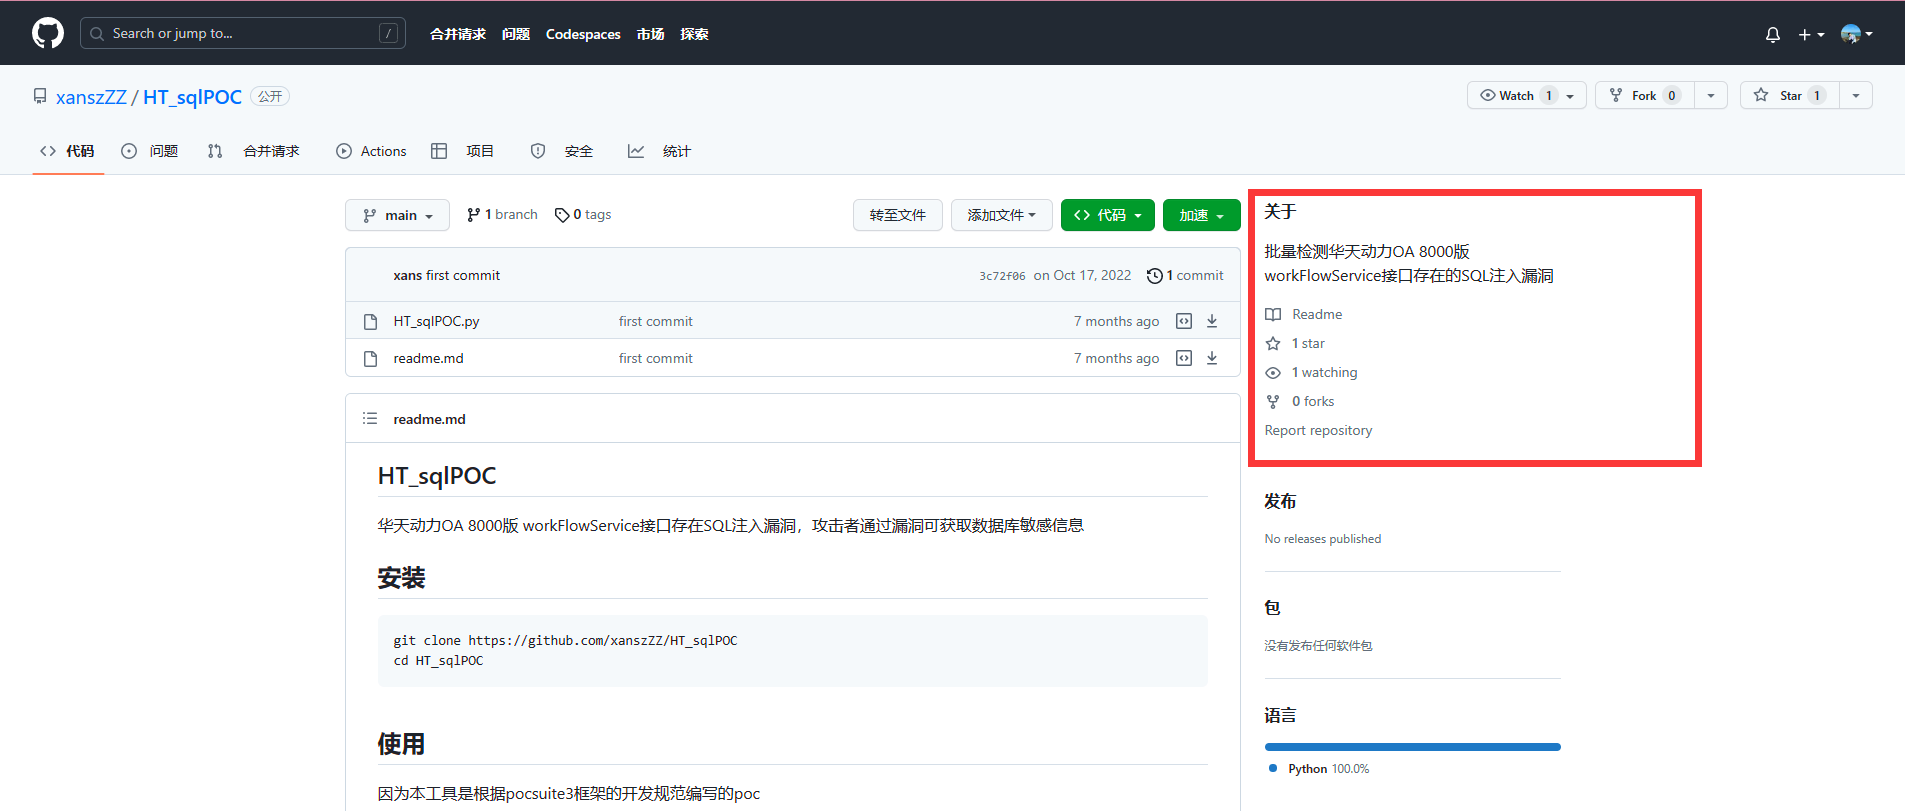 Search or jump to...
/
合并请求 问题 Codespaces 市场 探索
xanszZZ / HT_sqlPOC 公开
Watch 1
Fork 0
Star 1
代码 问题 合并请求 Actions 项目 安全 统计
main 1 branch 0 tags
转至文件 添加文件 代码 加速
xans first commit 3c72f06 on Oct 17, 2022 1 commit
HT_sqlPOC.py first commit 7 months ago
readme.md first commit 7 months ago
readme.md
HT_sqlPOC
华天动力OA 8000版 workFlowService接口存在SQL注入漏洞，攻击者通过漏洞可获取数据库敏感信息
安装
git clone https://github.com/xanszZZ/HT_sqlPOC
cd HT_sqlPOC
使用
因为本工具是根据pocsuite3框架的开发规范编写的poc
关于
批量检测华天动力OA 8000版
workFlowService接口存在的SQL注入漏洞
Readme
1 star
1 watching
0 forks
Report repository
发布
No releases published
包
没有发布任何软件包
语言
Python 100.0%